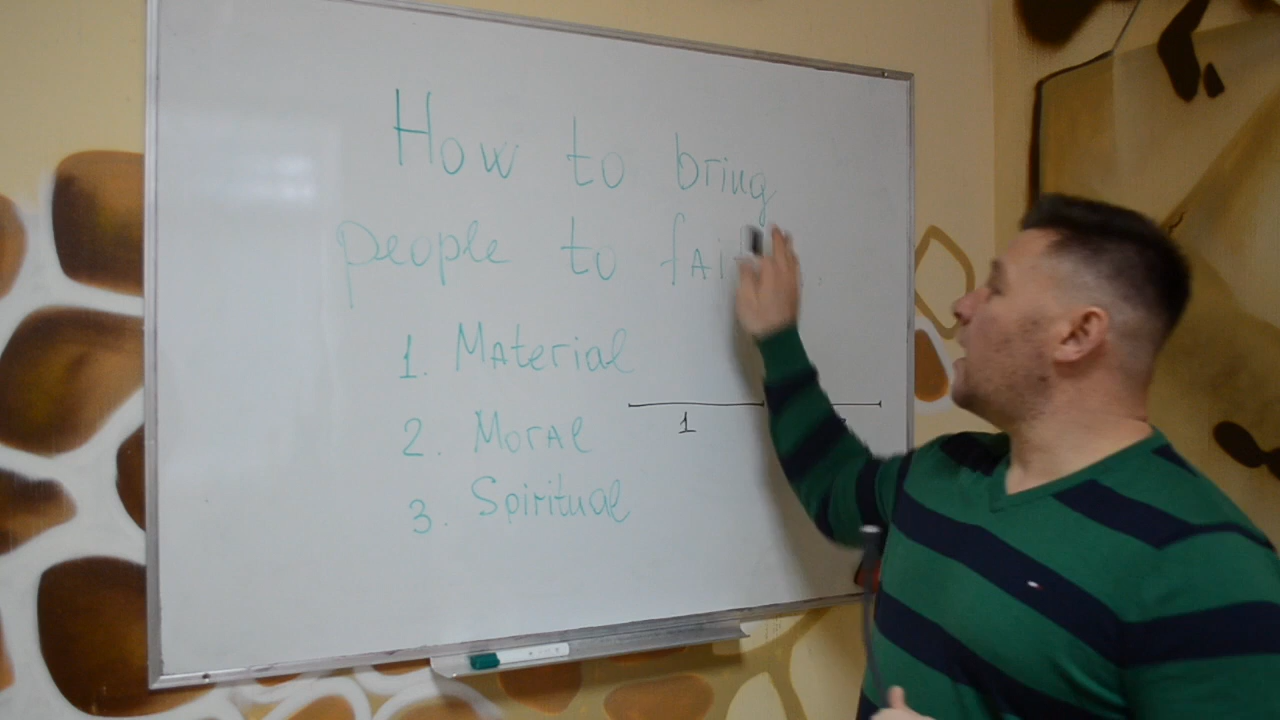 How to bring
people to
1. Material
2. Moral
3. Spiritual
1